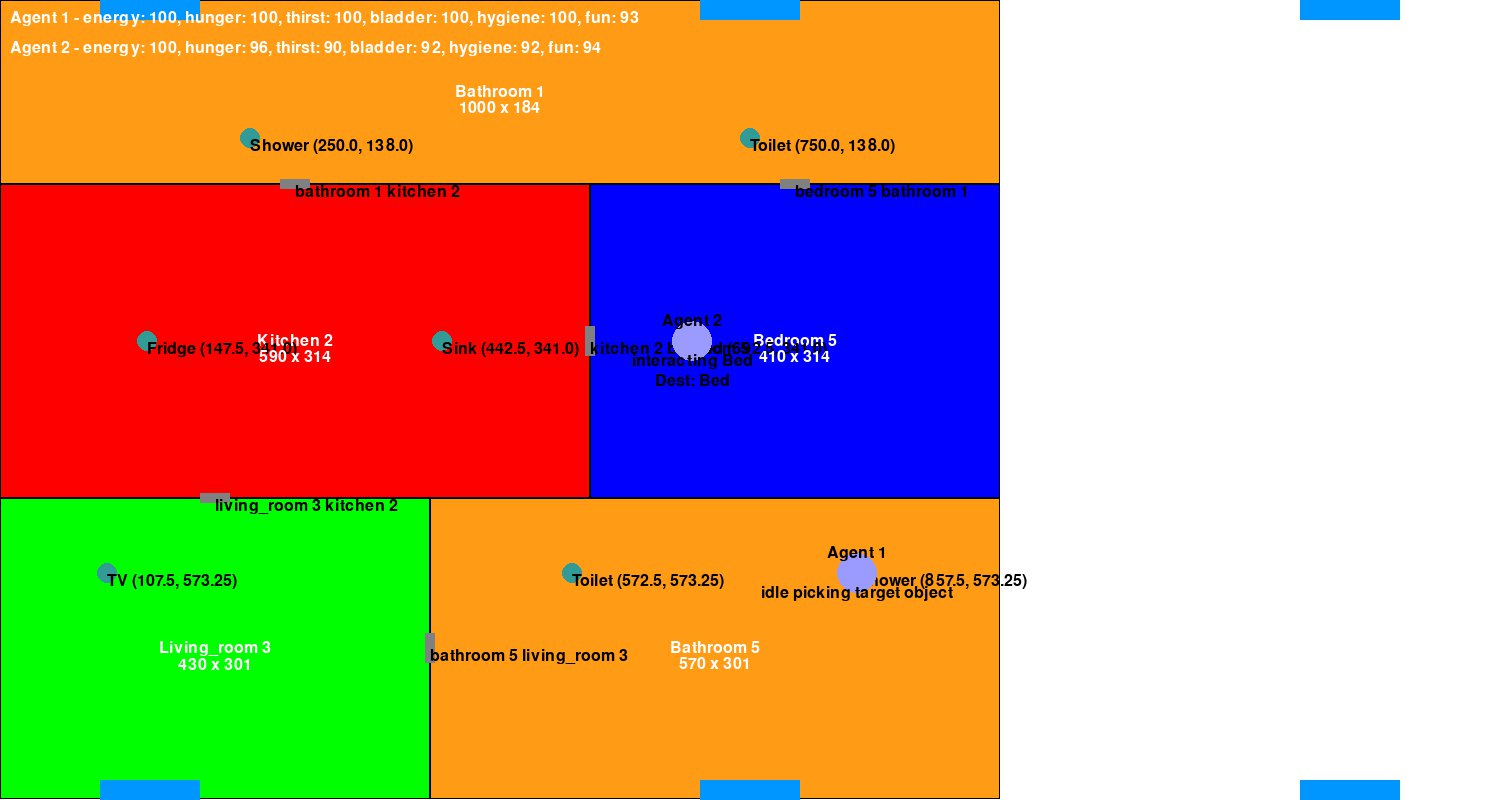 Agent 1 - energy: 100, hunger: 100, thirst: 100, bladder: 100, hygiene: 100, fun: 93
Agent 2 - energy: 100, hunger: 96, thirst: 90, bladder: 92, hygiene: 92, fun: 94
Bathroom 1
1000 x 184
Shower (250.0, 138.0)
Toilet (750.0, 138.0)
bathroom 1 kitchen 2
bedroom 5 bathroom 1
Agent 2
Kitchen 2
590 x 314
Fridge (147.5, 341.0)
Sink (442.5, 341.0)
kitchen 2
Bedroom 5
410 x 314
interacting Bed
Dest: Bed
living_room 3 kitchen 2
Agent 1
TV (107.5, 573.25)
Toilet (572.5, 573.25)
hower (857.5, 573.25)
idle picking target object
Living_room 3
430 x 301
bathroom 5 living_room 3
Bathroom 5
570 x 301